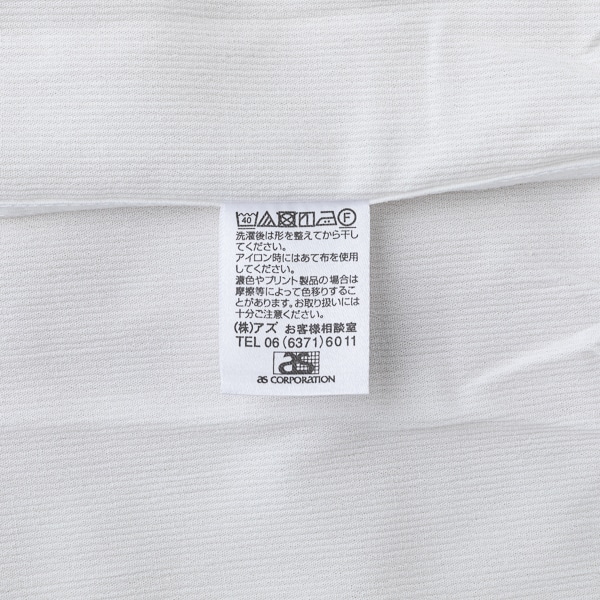 40 F
洗濯後は形を整えてから干し
てください。
アイロン時にはあて布を使用
してください。
濃色やプリント製品の場合は
摩擦等によって色移りするこ
とがあります。お取り扱いには
十分ご注意ください。
(株)アズ お客様相談室
TEL 06 (6371) 6011
as
as CORPORATION